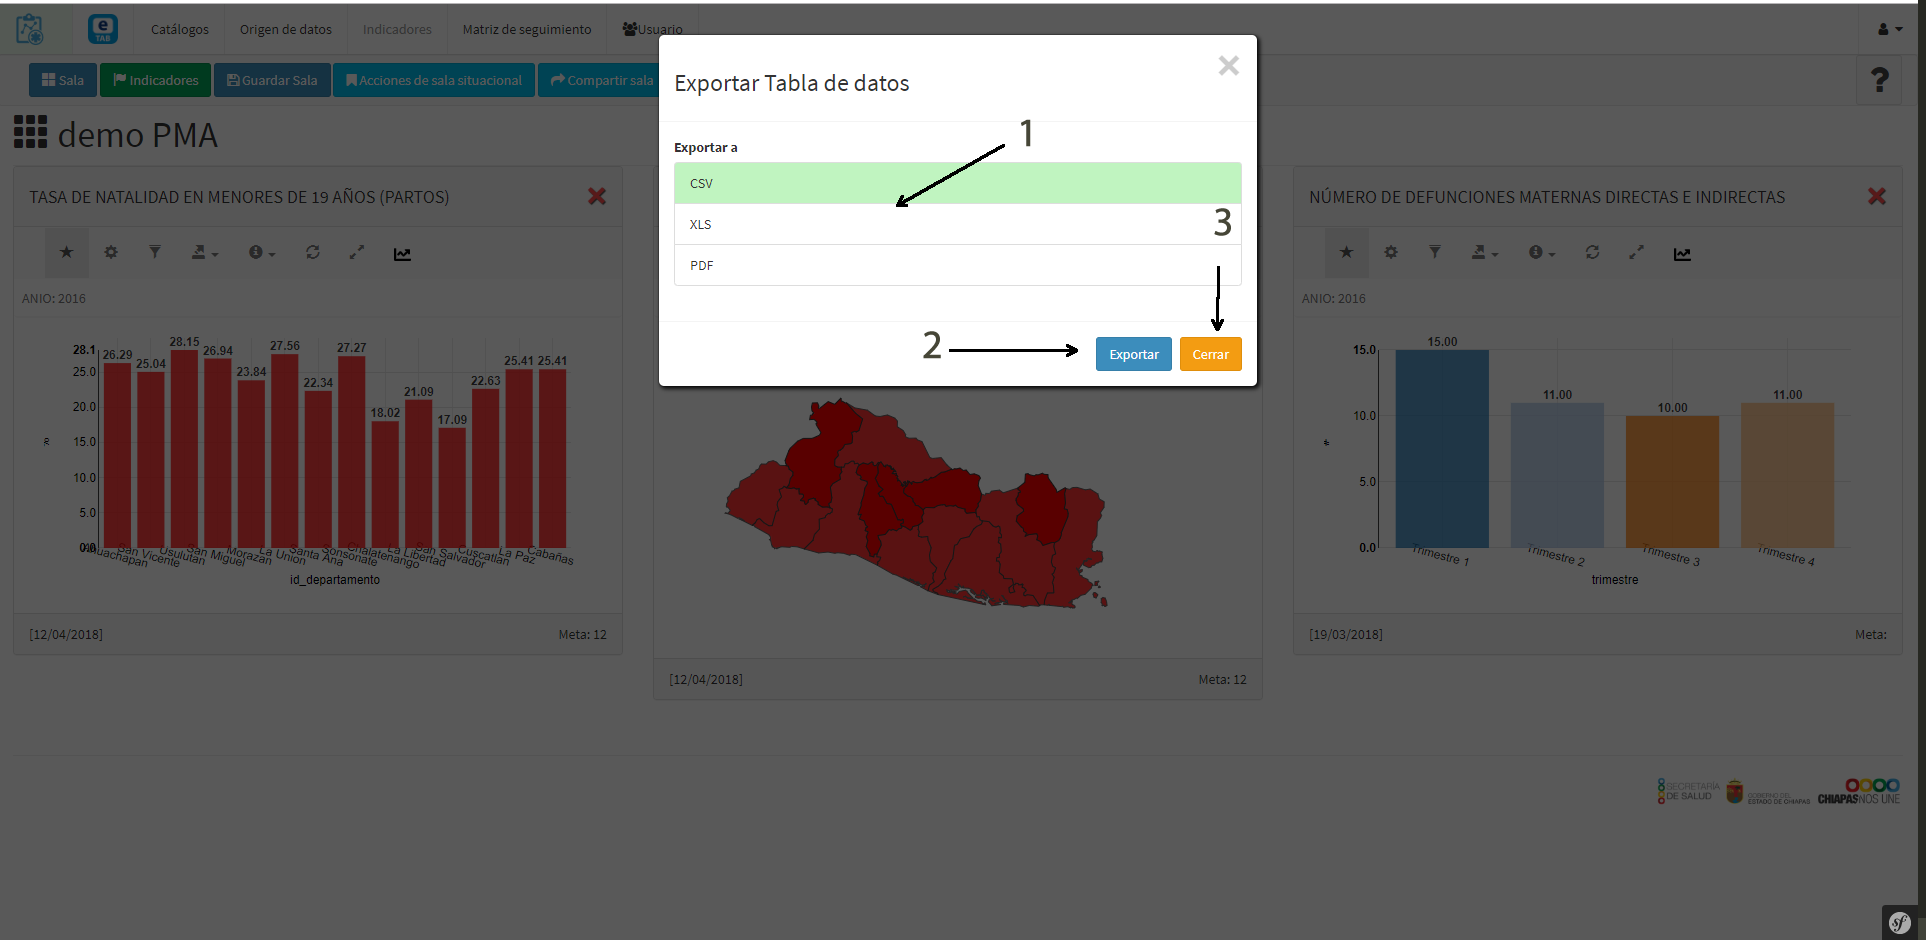 e
TAB
Catálogos
Origen de datos
Indicadores
Matriz de seguimiento
Usuario
Sala
Indicadores
Guardar Sala
Acciones de sala situacional
Compartir sala
?
demo PMA
Exportar Tabla de datos
Exportar a
CSV
XLS
PDF
1
2
3
Exportar
Cerrar
TASA DE NATALIDAD EN MENORES DE 19 AÑOS (PARTOS)
ANIO: 2016
28.1
25.0
20.0
15.0
10.0
5.0
26.29
25.04
28.15
26.94
23.84
27.56
22.34
27.27
18.02
21.09
17.09
22.63
25.41
25.41
Ahuachapan
San Vicente
Usulutan
San Miguel
Morazan
La Union
Santa Ana
Sonsonate
Chalatenango
La Libertad
San Salvador
Cuscatlan
La Paz
Cabañas
id_departamento
[12/04/2018]
Meta: 12
[12/04/2018]
Meta: 12
NÚMERO DE DEFUNCIONES MATERNAS DIRECTAS E INDIRECTAS
ANIO: 2016
15.0
10.0
5.0
0.0
15.00
11.00
10.00
11.00
Trimestre 1
Trimestre 2
Trimestre 3
Trimestre 4
trimestre
[19/03/2018]
Meta:
SECRETARÍA
DE SALUD
GOBIERNO DEL
ESTADO DE CHIAPAS
CHIAPASNOS UNE
sf